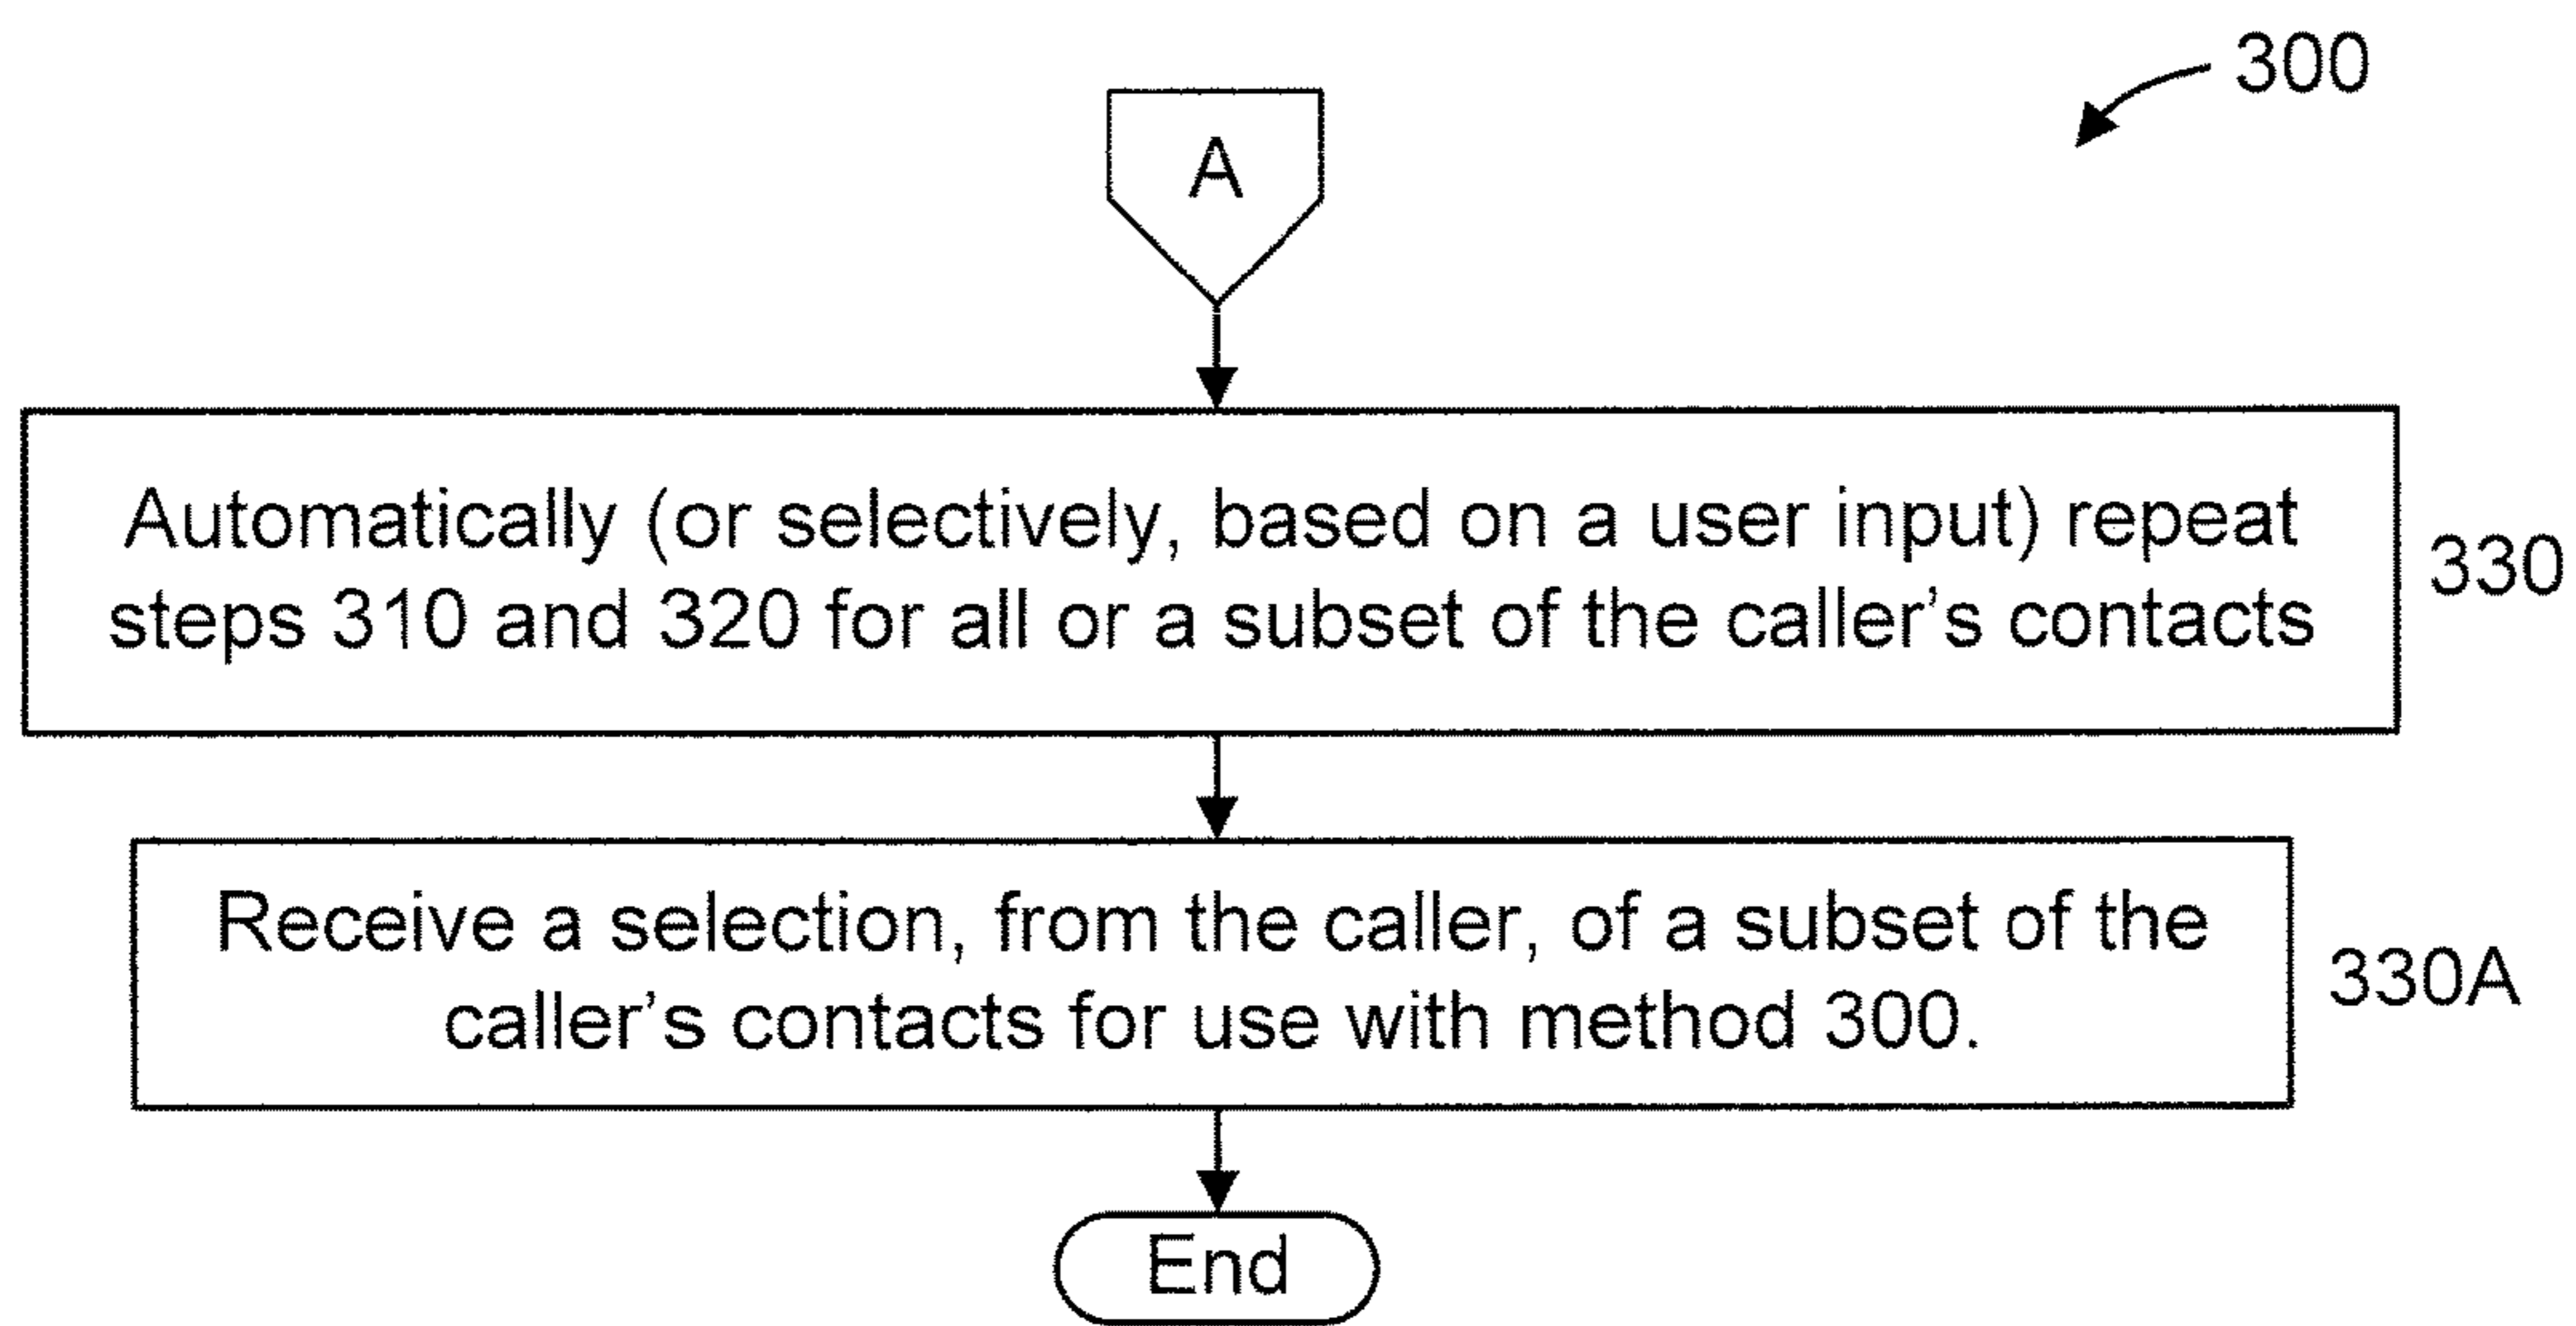 300
A
Automatically (or selectively, based on a user input) repeat
steps 310 and 320 for all or a subset of the caller's contacts
330
Receive a selection, from the caller, of a subset of the
caller's contacts for use with method 300.
330A
End